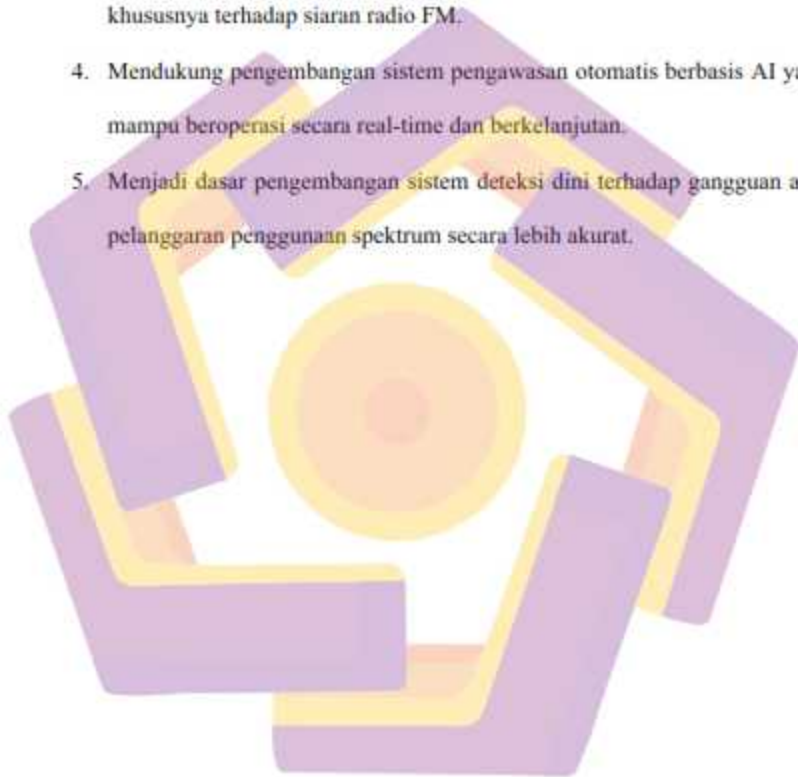 khususnya terhadap siaran radio FM.
4. Mendukung pengembangan sistem pengawasan otomatis berbasis AI ya
mampu beroperasi secara real-time dan berkelanjutan.
5. Menjadi dasar pengembangan sistem deteksi dini terhadap gangguan a
pelanggaran penggunaan spektrum secara lebih akurat.